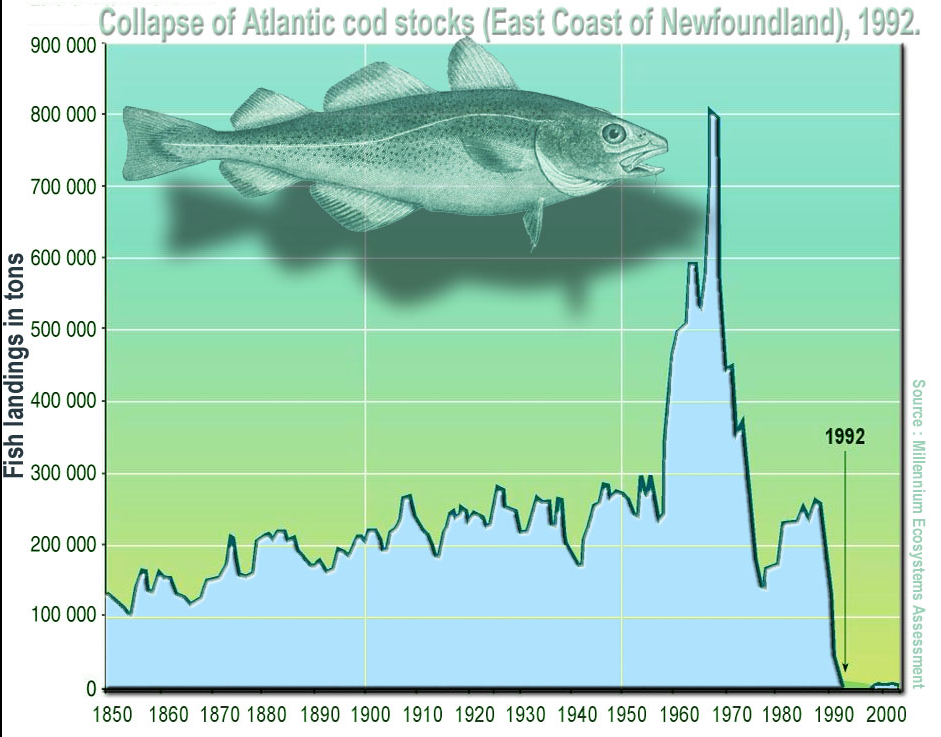 Collapse of Atlantic cod stocks (East Coast of Newfoundland), 1992.
900 000
800 000
700 000
600 000
500 000
400 000
300 000
200 000
100 000
0
Fish landings in tons
1992
Source : Millennium Ecosystems Assessment
1850 1860 1870 1880 1890 1900 1910 1920 1930 1940 1950 1960 1970 1980 1990 2000